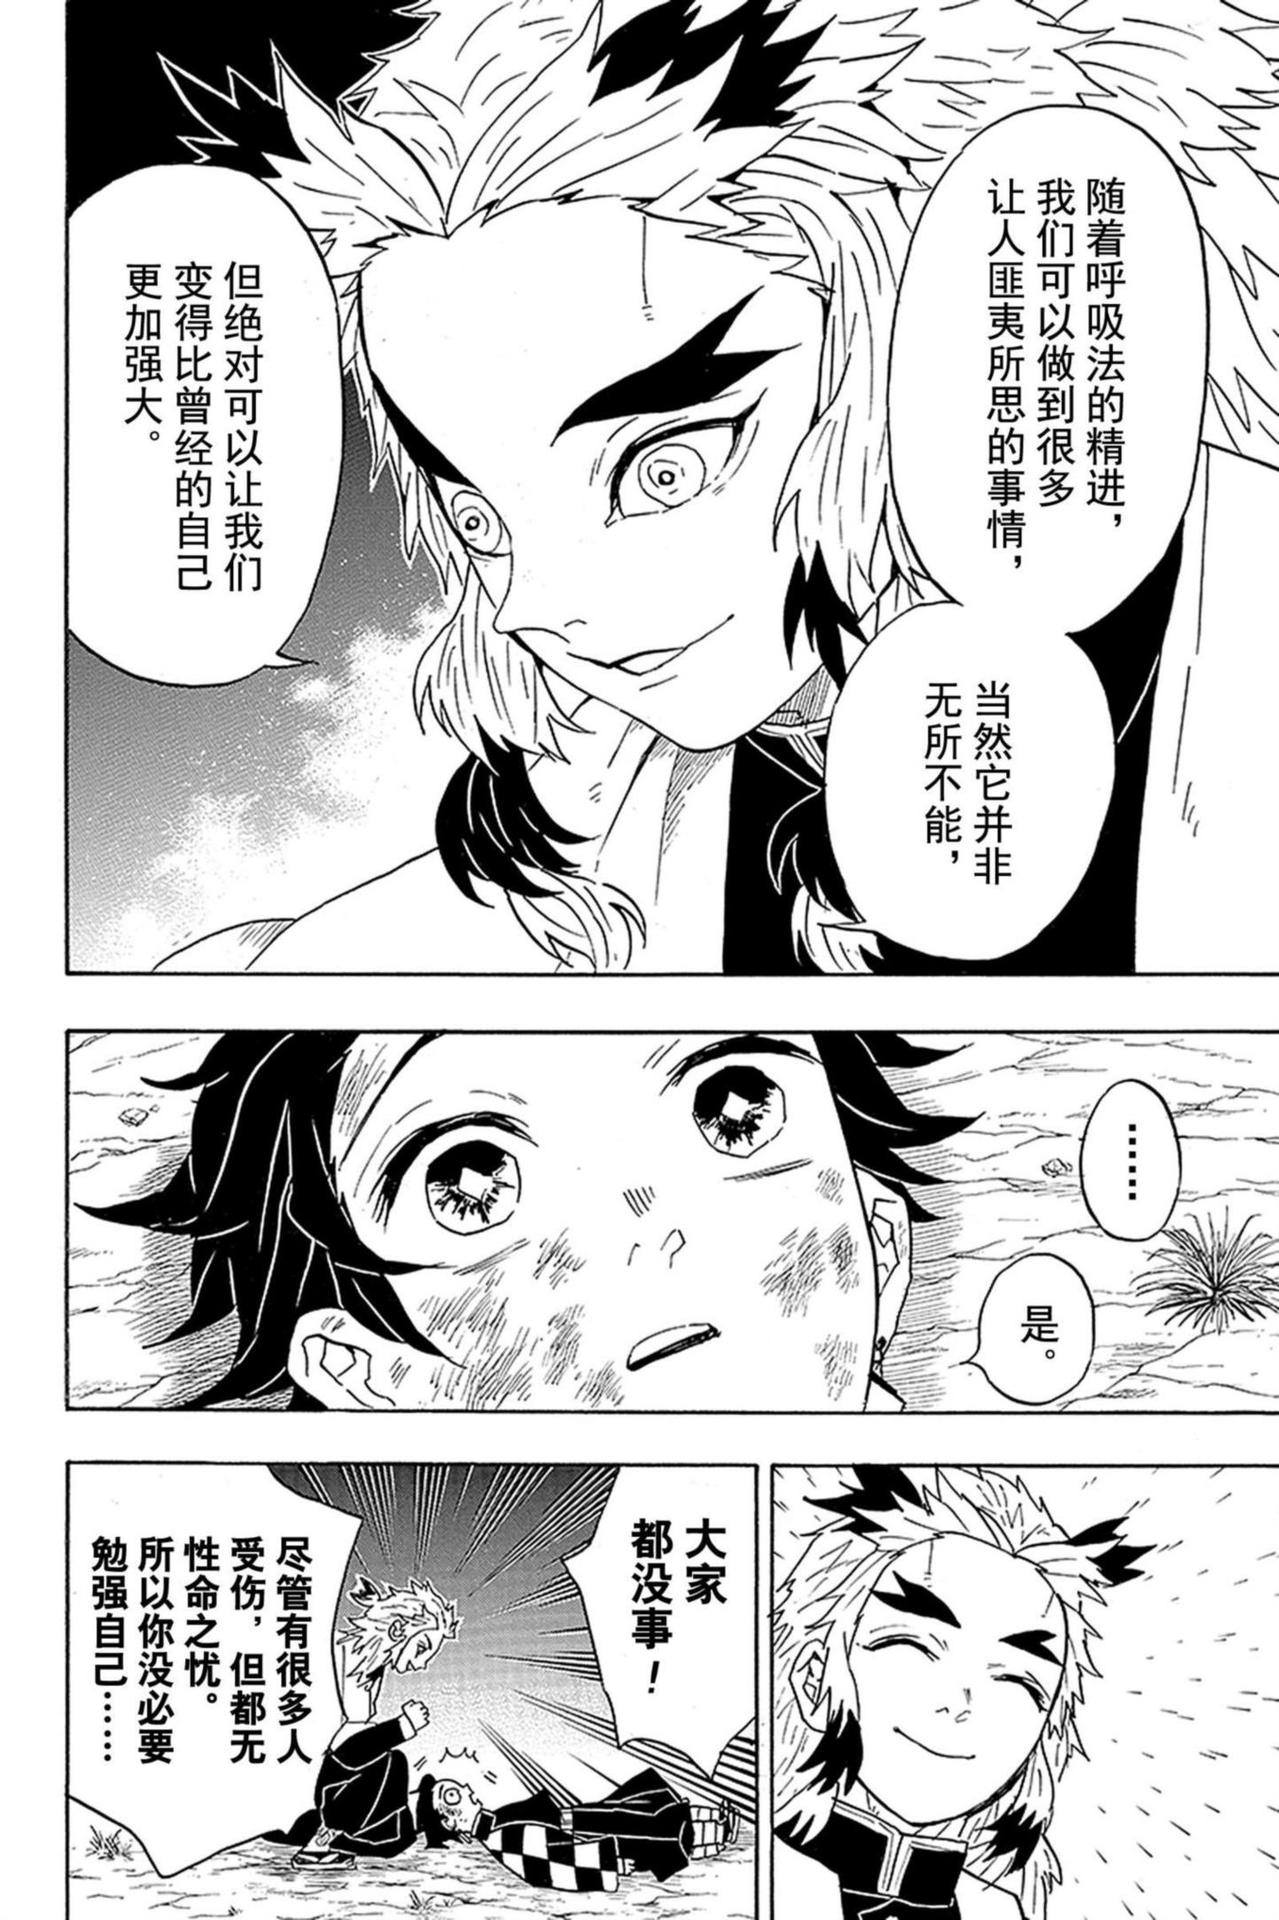 随着呼吸法的精进，
我们可以做到很多
让人匪夷所思的事情，
当然它并非
无所不能，
但绝对可以让我们
变得比曾经的自己
更加强大。
……
是。
大家
都没事！
尽管有很多人
受伤，但都无
性命之忧。
所以你没必要
勉强自己……